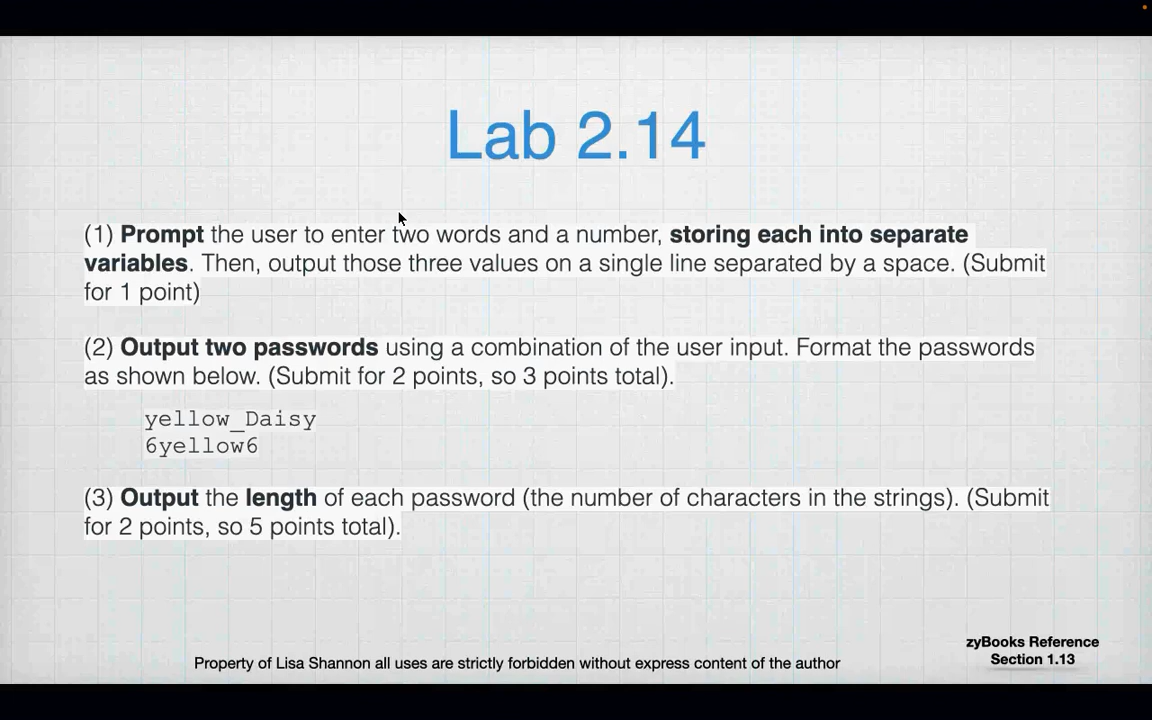 Lab 2.14
(1) Prompt the user to enter two words and a number, storing each into separate
variables. Then, output those three values on a single line separated by a space. (Submit
for 1 point)
(2) Output two passwords using a combination of the user input. Format the passwords
as shown below. (Submit for 2 points, so 3 points total).
yellow_Daisy
6yellow6
(3) Output the length of each password (the number of characters in the strings). (Submit
for 2 points, so 5 points total).
zyBooks Reference
Section 1.13
Property of Lisa Shannon all uses are strictly forbidden without express content of the author